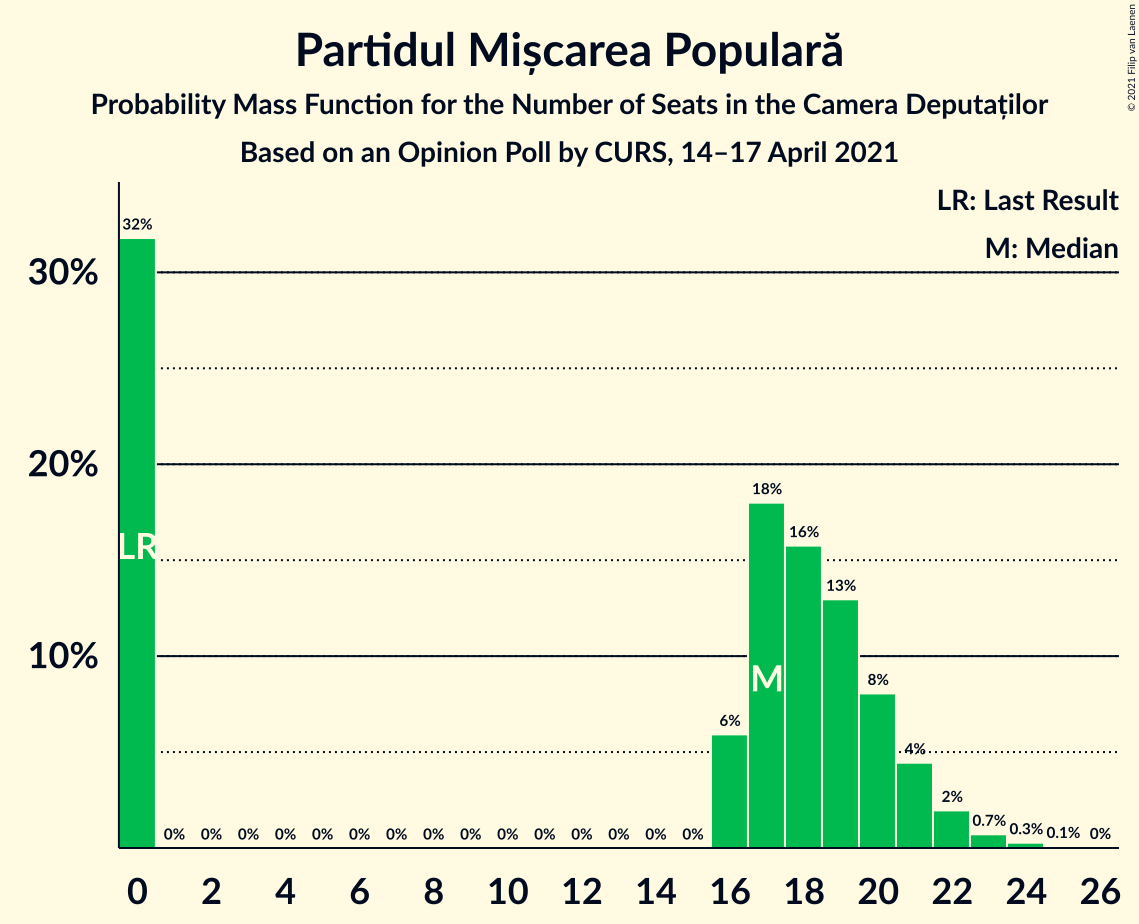 Partidul Mișcarea Populară
Probability Mass Function for the Number of Seats in the Camera Deputaților
Based on an Opinion Poll by CURS, 14–17 April 2021
© 2021 Filip van Laenen
LR: Last Result
M: Median
30%
20%
10%
32%
LR
0% 0% 0% 0% 0% 0% 0% 0% 0% 0% 0% 0% 0% 0% 0%
6%
18%
M
16%
13%
8%
4%
2%
0.7%
0.3%
0.1%
0%
0 2 4 6 8 10 12 14 16 18 20 22 24 26